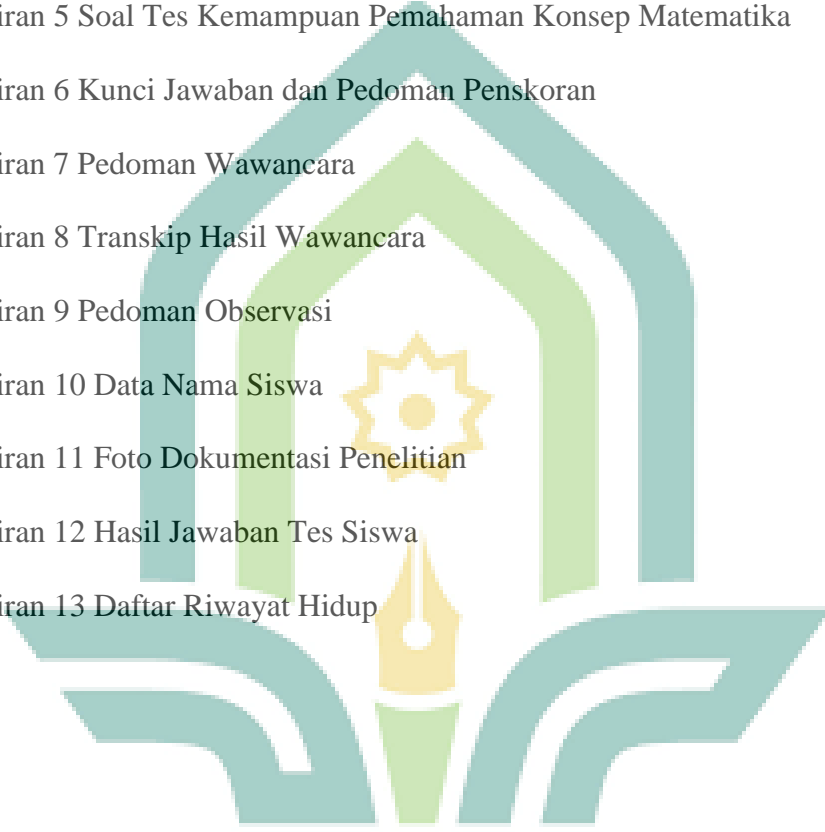 iran 5 Soal Tes Kemampuan Pemahaman Konsep Matematika
iran 6 Kunci Jawaban dan Pedoman Penskoran
iran 7 Pedoman Wawancara
iran 8 Transkip Hasil Wawancara
iran 9 Pedoman Observasi
iran 10 Data Nama Siswa
iran 11 Foto Dokumentasi Penelitian
iran 12 Hasil Jawaban Tes Siswa
iran 13 Daftar Riwayat Hidup